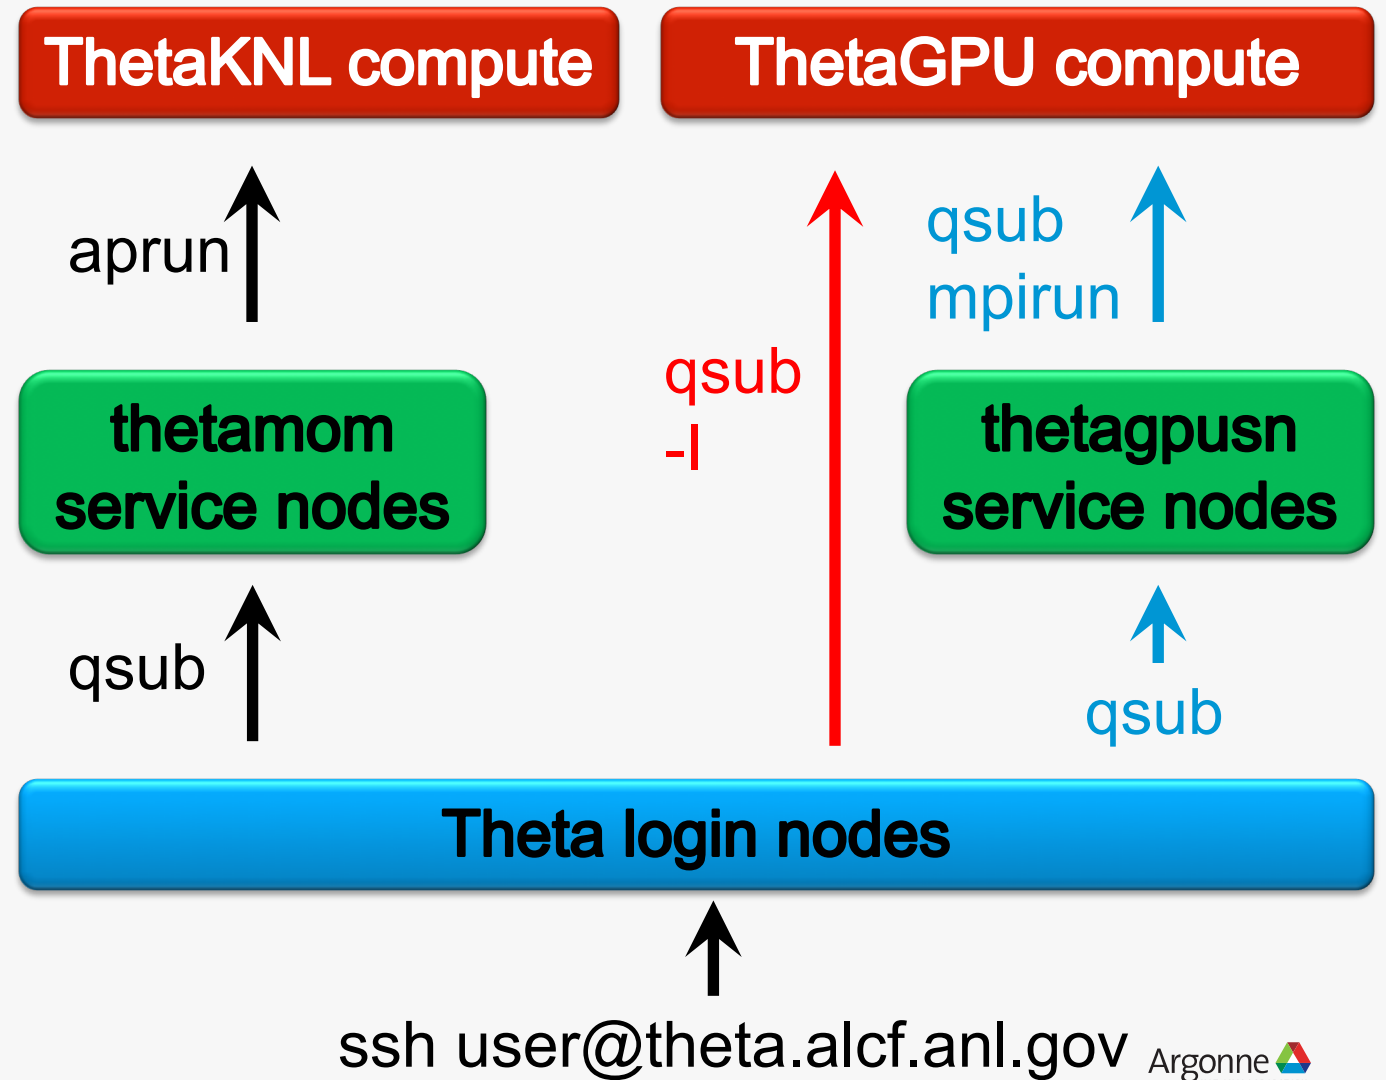 ThetaKNL compute
ThetaGPU compute
aprun
qsub
mpirun
qsub
-I
thetamom
service nodes
thetagpusn
service nodes
qsub
qsub
Theta login nodes
ssh user@theta.alcf.anl.gov
Argonne